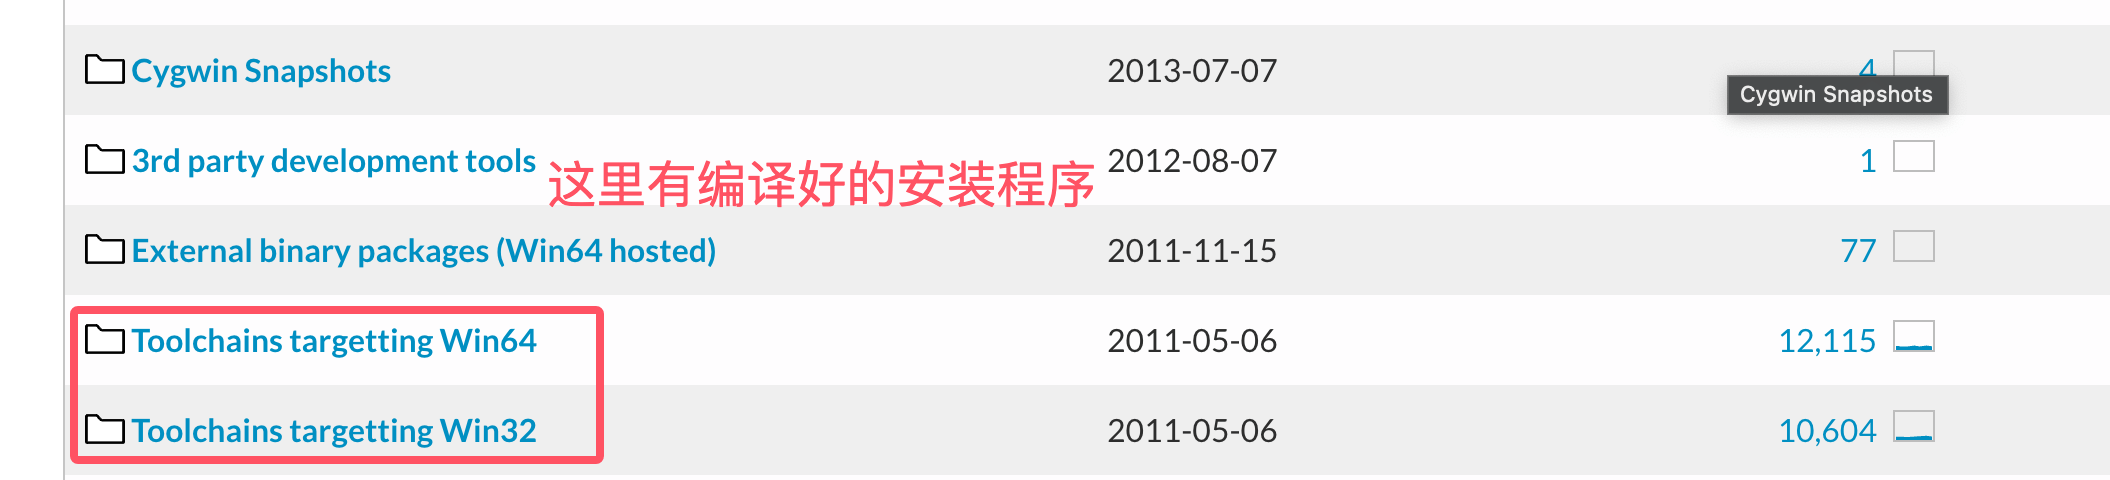 Cygwin Snapshots 2013-07-07 4
Cygwin Snapshots
3rd party development tools 2012-08-07 1
这里有编译好的安装程序
External binary packages (Win64 hosted) 2011-11-15 77
Toolchains targetting Win64 2011-05-06 12,115
Toolchains targetting Win32 2011-05-06 10,604